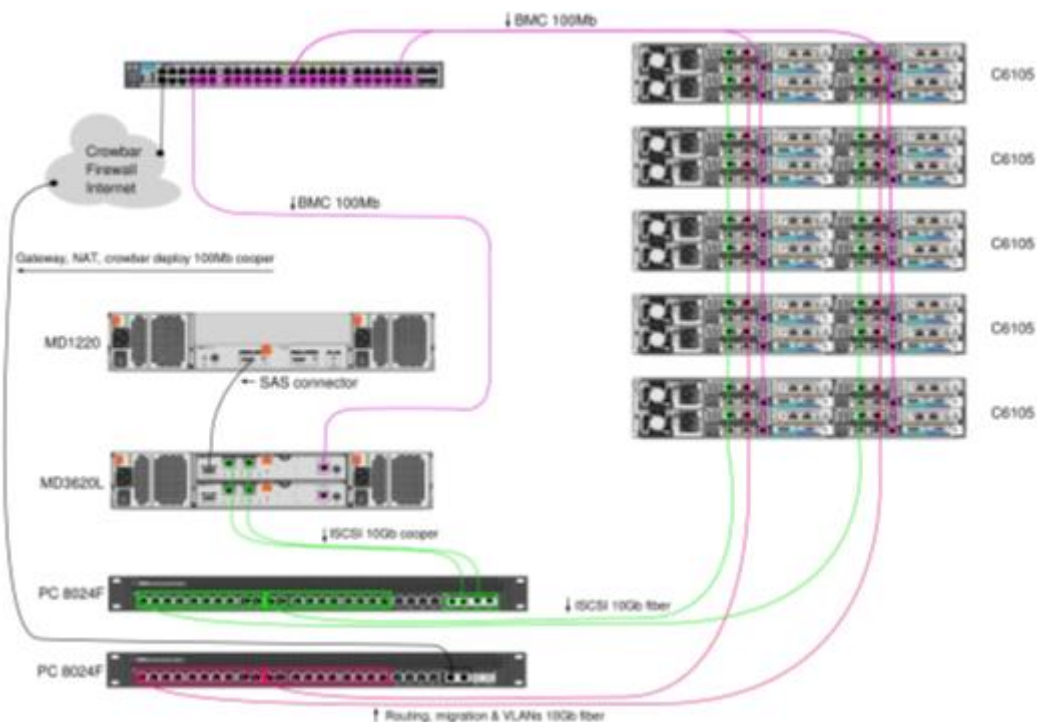 ↓BMC 100Mb
C6105
Crowbar
Firewall
Internet
C6105
↓BMC 100Mb
C6105
Gateway, NAT, crowbar deploy 100Mb cooper
MD1220
C6105
← SAS connector
C6105
MD3620L
↓ISCSI 10Gb cooper
PC 8024F
↓ISCSI 10Gb fiber
PC 8024F
↑ Routing, migration & VLANs 10Gb fiber